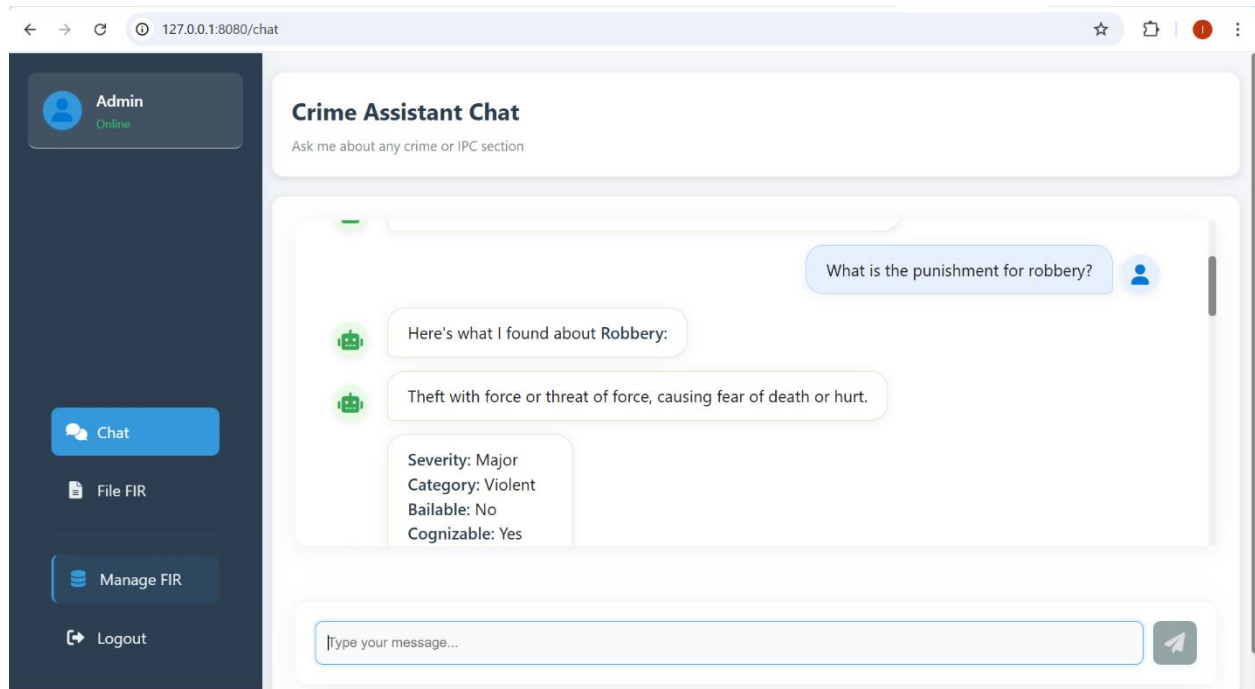 127.0.0.1:8080/chat
I
Admin
Online
Chat
File FIR
Manage FIR
Logout
Crime Assistant Chat
Ask me about any crime or IPC section
What is the punishment for robbery?
Here's what I found about Robbery:
Theft with force or threat of force, causing fear of death or hurt.
Severity: Major
Category: Violent
Bailable: No
Cognizable: Yes
Type your message...